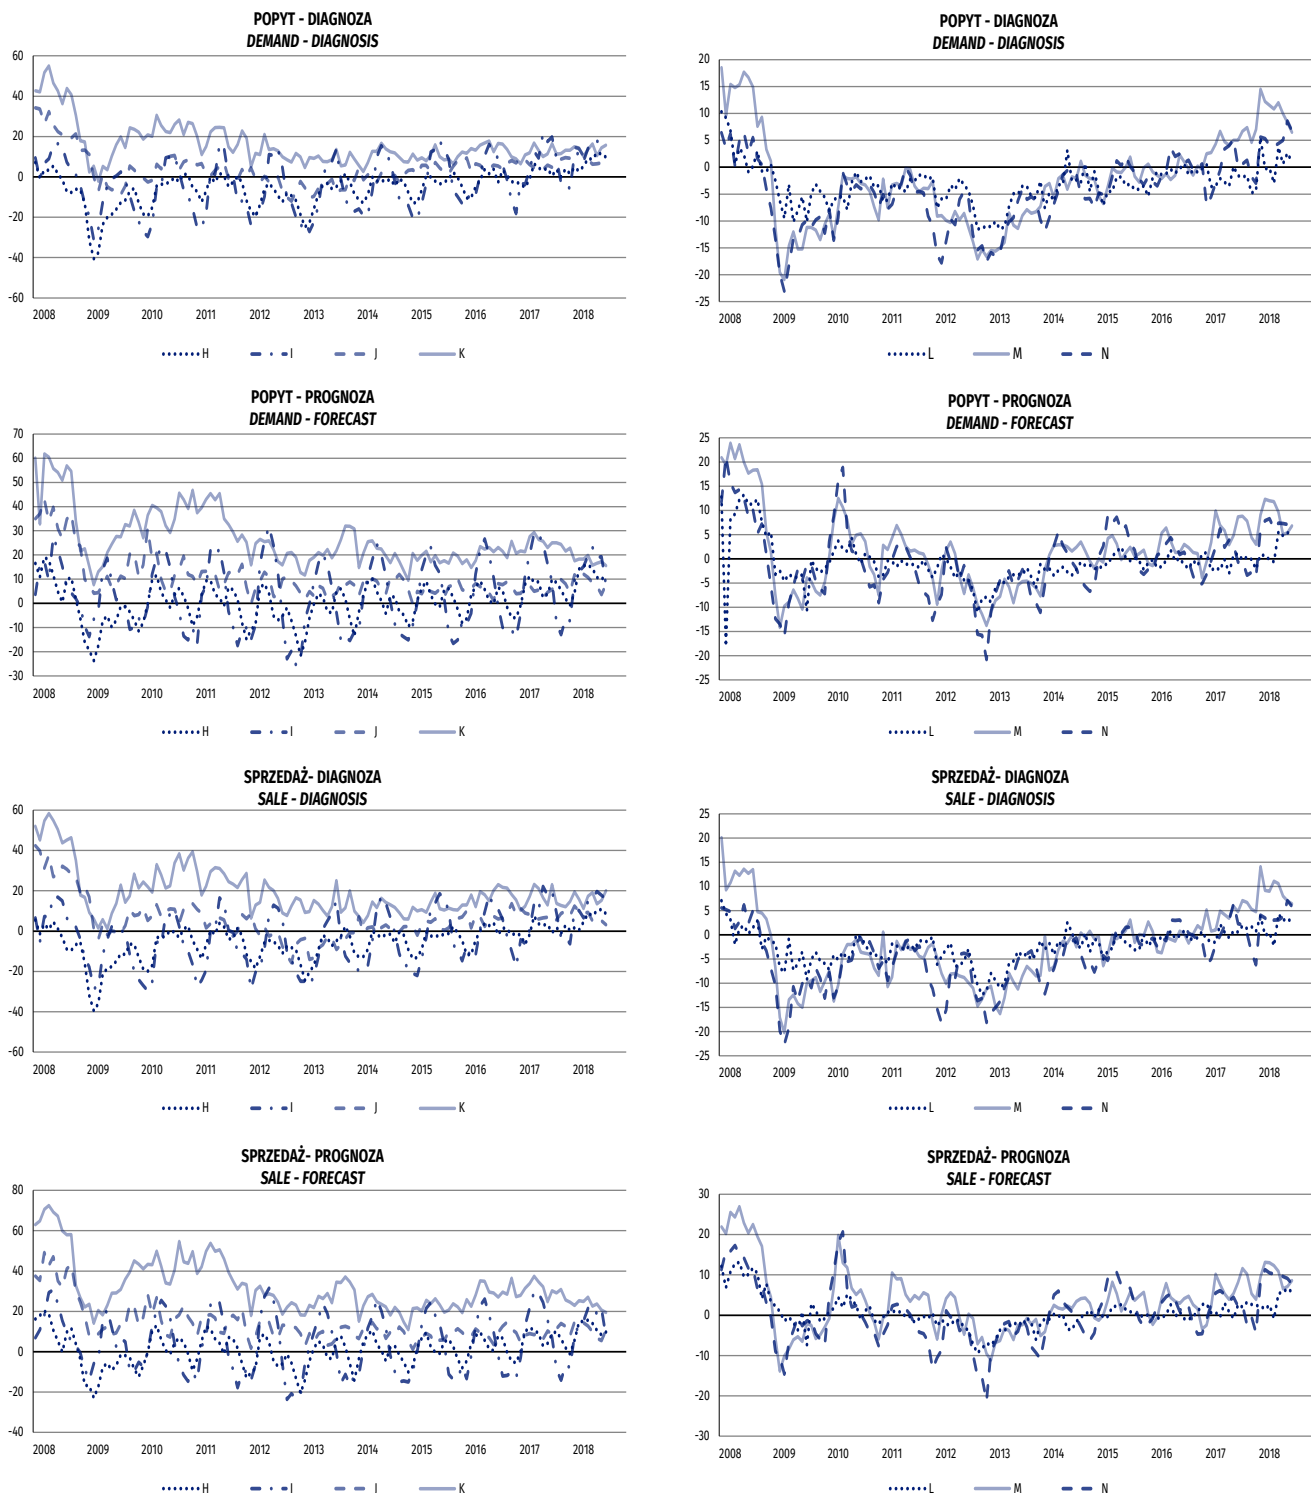 POPYT - DIAGNOZA
DEMAND - DIAGNOSIS
60
40
20
0
-20
-40
-60
2008 2009 2010 2011 2012 2013 2014 2015 2016 2017 2018
H I J K
POPYT - DIAGNOZA
DEMAND - DIAGNOSIS
20
15
10
5
0
-5
-10
-15
-20
-25
2008 2009 2010 2011 2012 2013 2014 2015 2016 2017 2018
L M N
POPYT - PROGNOZA
DEMAND - FORECAST
70
60
50
40
30
20
10
0
-10
-20
-30
2008 2009 2010 2011 2012 2013 2014 2015 2016 2017 2018
H I J K
POPYT - PROGNOZA
DEMAND - FORECAST
25
20
15
10
5
0
-5
-10
-15
-20
-25
2008 2009 2010 2011 2012 2013 2014 2015 2016 2017 2018
L M N
SPRZEDAŻ- DIAGNOZA
SALE - DIAGNOSIS
60
40
20
0
-20
-40
-60
2008 2009 2010 2011 2012 2013 2014 2015 2016 2017 2018
H I J K
SPRZEDAŻ- DIAGNOZA
SALE - DIAGNOSIS
25
20
15
10
5
0
-5
-10
-15
-20
-25
2008 2009 2010 2011 2012 2013 2014 2015 2016 2017 2018
L M N
SPRZEDAŻ- PROGNOZA
SALE - FORECAST
80
60
40
20
0
-20
-40
2008 2009 2010 2011 2012 2013 2014 2015 2016 2017 2018
H I J K
SPRZEDAŻ- PROGNOZA
SALE - FORECAST
30
20
10
0
-10
-20
-30
2008 2009 2010 2011 2012 2013 2014 2015 2016 2017 2018
L M N